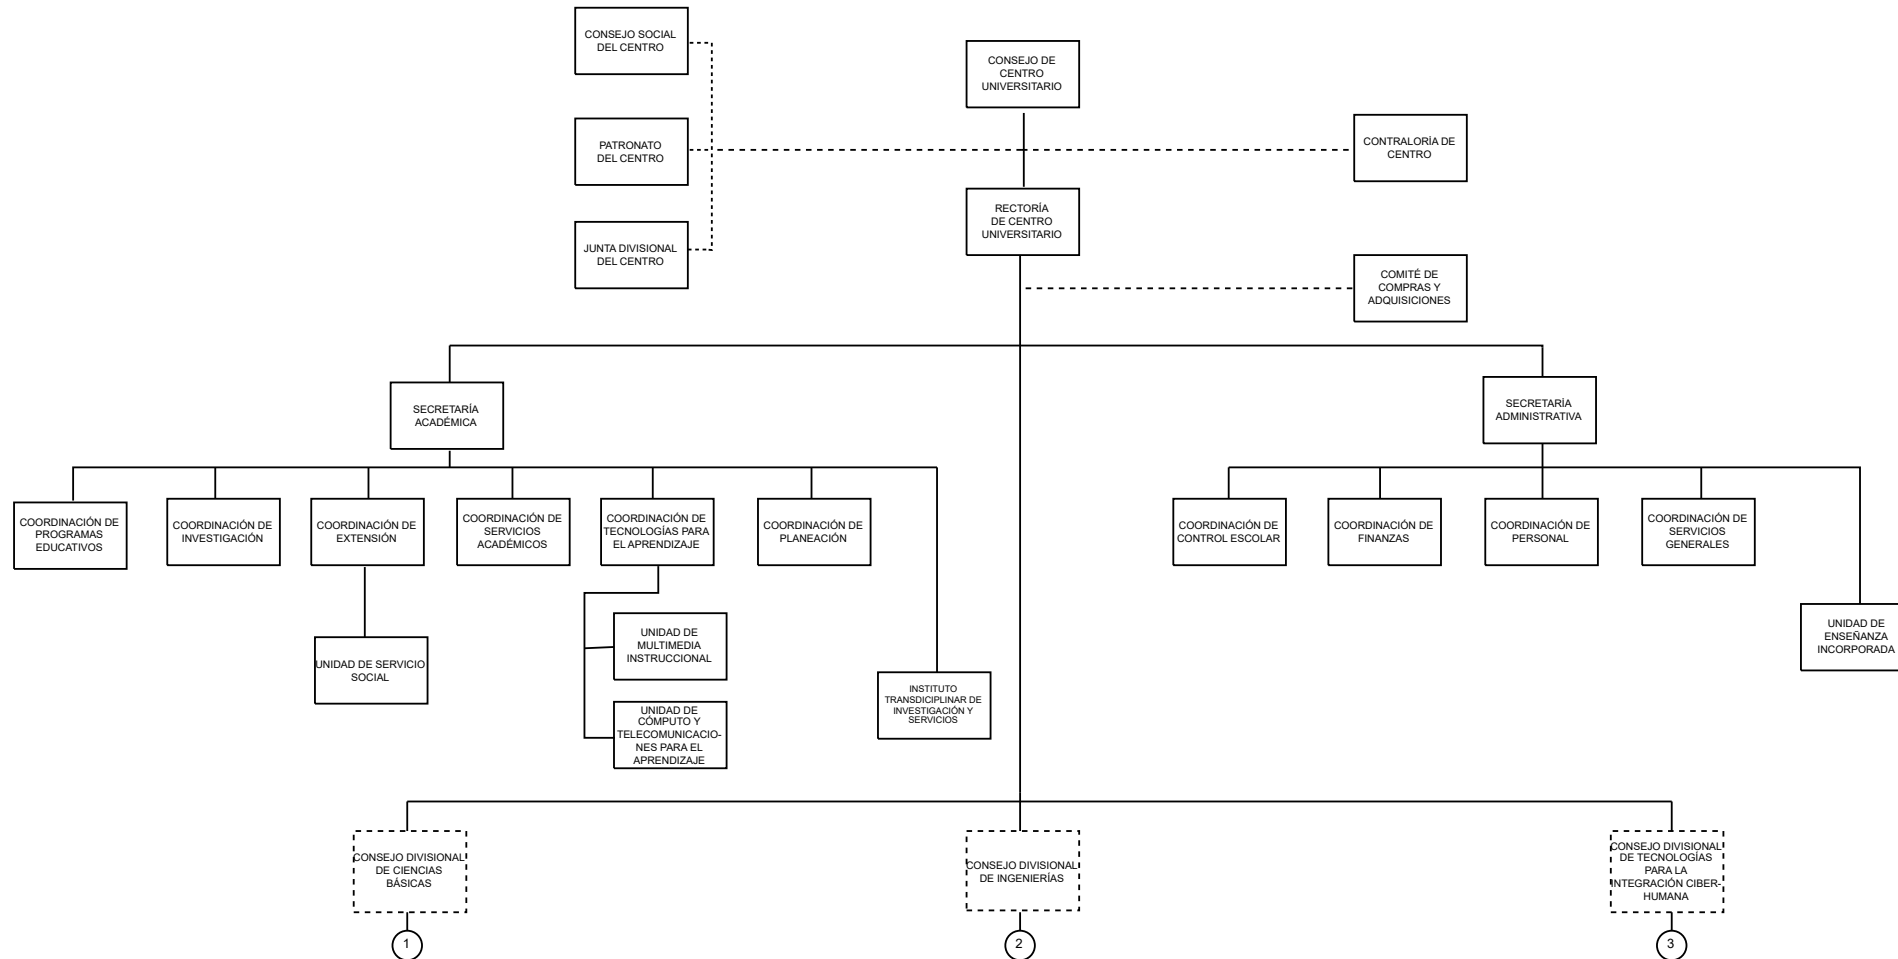 CONSEJO SOCIAL
DEL CENTRO
CONSEJO DE
CENTRO
UNIVERSITARIO
PATRONATO
DEL CENTRO
CONTRALORÍA DE
CENTRO
RECTORÍA
DE CENTRO
UNIVERSITARIO
JUNTA DIVISIONAL
DEL CENTRO
COMITÉ DE
COMPRAS Y
ADQUISICIONES
SECRETARÍA
ACADÉMICA
SECRETARÍA
ADMINISTRATIVA
COORDINACIÓN DE
PROGRAMAS
EDUCATIVOS
COORDINACIÓN DE
INVESTIGACIÓN
COORDINACIÓN DE
EXTENSIÓN
COORDINACIÓN DE
SERVICIOS
ACADÉMICOS
COORDINACIÓN DE
TECNOLOGÍAS PARA
EL APRENDIZAJE
COORDINACIÓN DE
PLANEACIÓN
COORDINACIÓN DE
CONTROL ESCOLAR
COORDINACIÓN DE
FINANZAS
COORDINACIÓN DE
PERSONAL
COORDINACIÓN DE
SERVICIOS
GENERALES
UNIDAD DE SERVICIO
SOCIAL
UNIDAD DE
MULTIMEDIA
INSTRUCCIONAL
UNIDAD DE
ENSEÑANZA
INCORPORADA
UNIDAD DE
CÓMPUTO Y
TELECOMUNICACIO-
NES PARA EL
APRENDIZAJE
INSTITUTO
TRANSDICIPLINAR DE
INVESTIGACIÓN Y
SERVICIOS
CONSEJO DIVISIONAL
DE CIENCIAS
BÁSICAS
CONSEJO DIVISIONAL
DE INGENIERÍAS
CONSEJO DIVISIONAL
DE TECNOLOGÍAS
PARA LA
INTEGRACIÓN CIBER-
HUMANA
1
2
3